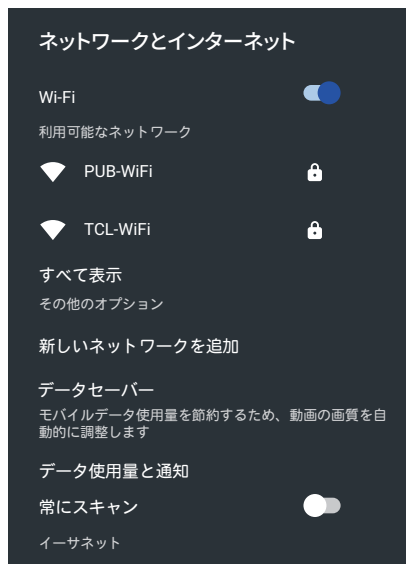 ネットワークとインターネット
Wi-Fi
利用可能なネットワーク
PUB-WiFi
TCL-WiFi
すべて表示
その他のオプション
新しいネットワークを追加
データセーバー
モバイルデータ使用量を節約するため、動画の画質を自
動的に調整します
データ使用量と通知
常にスキャン
イーサネット